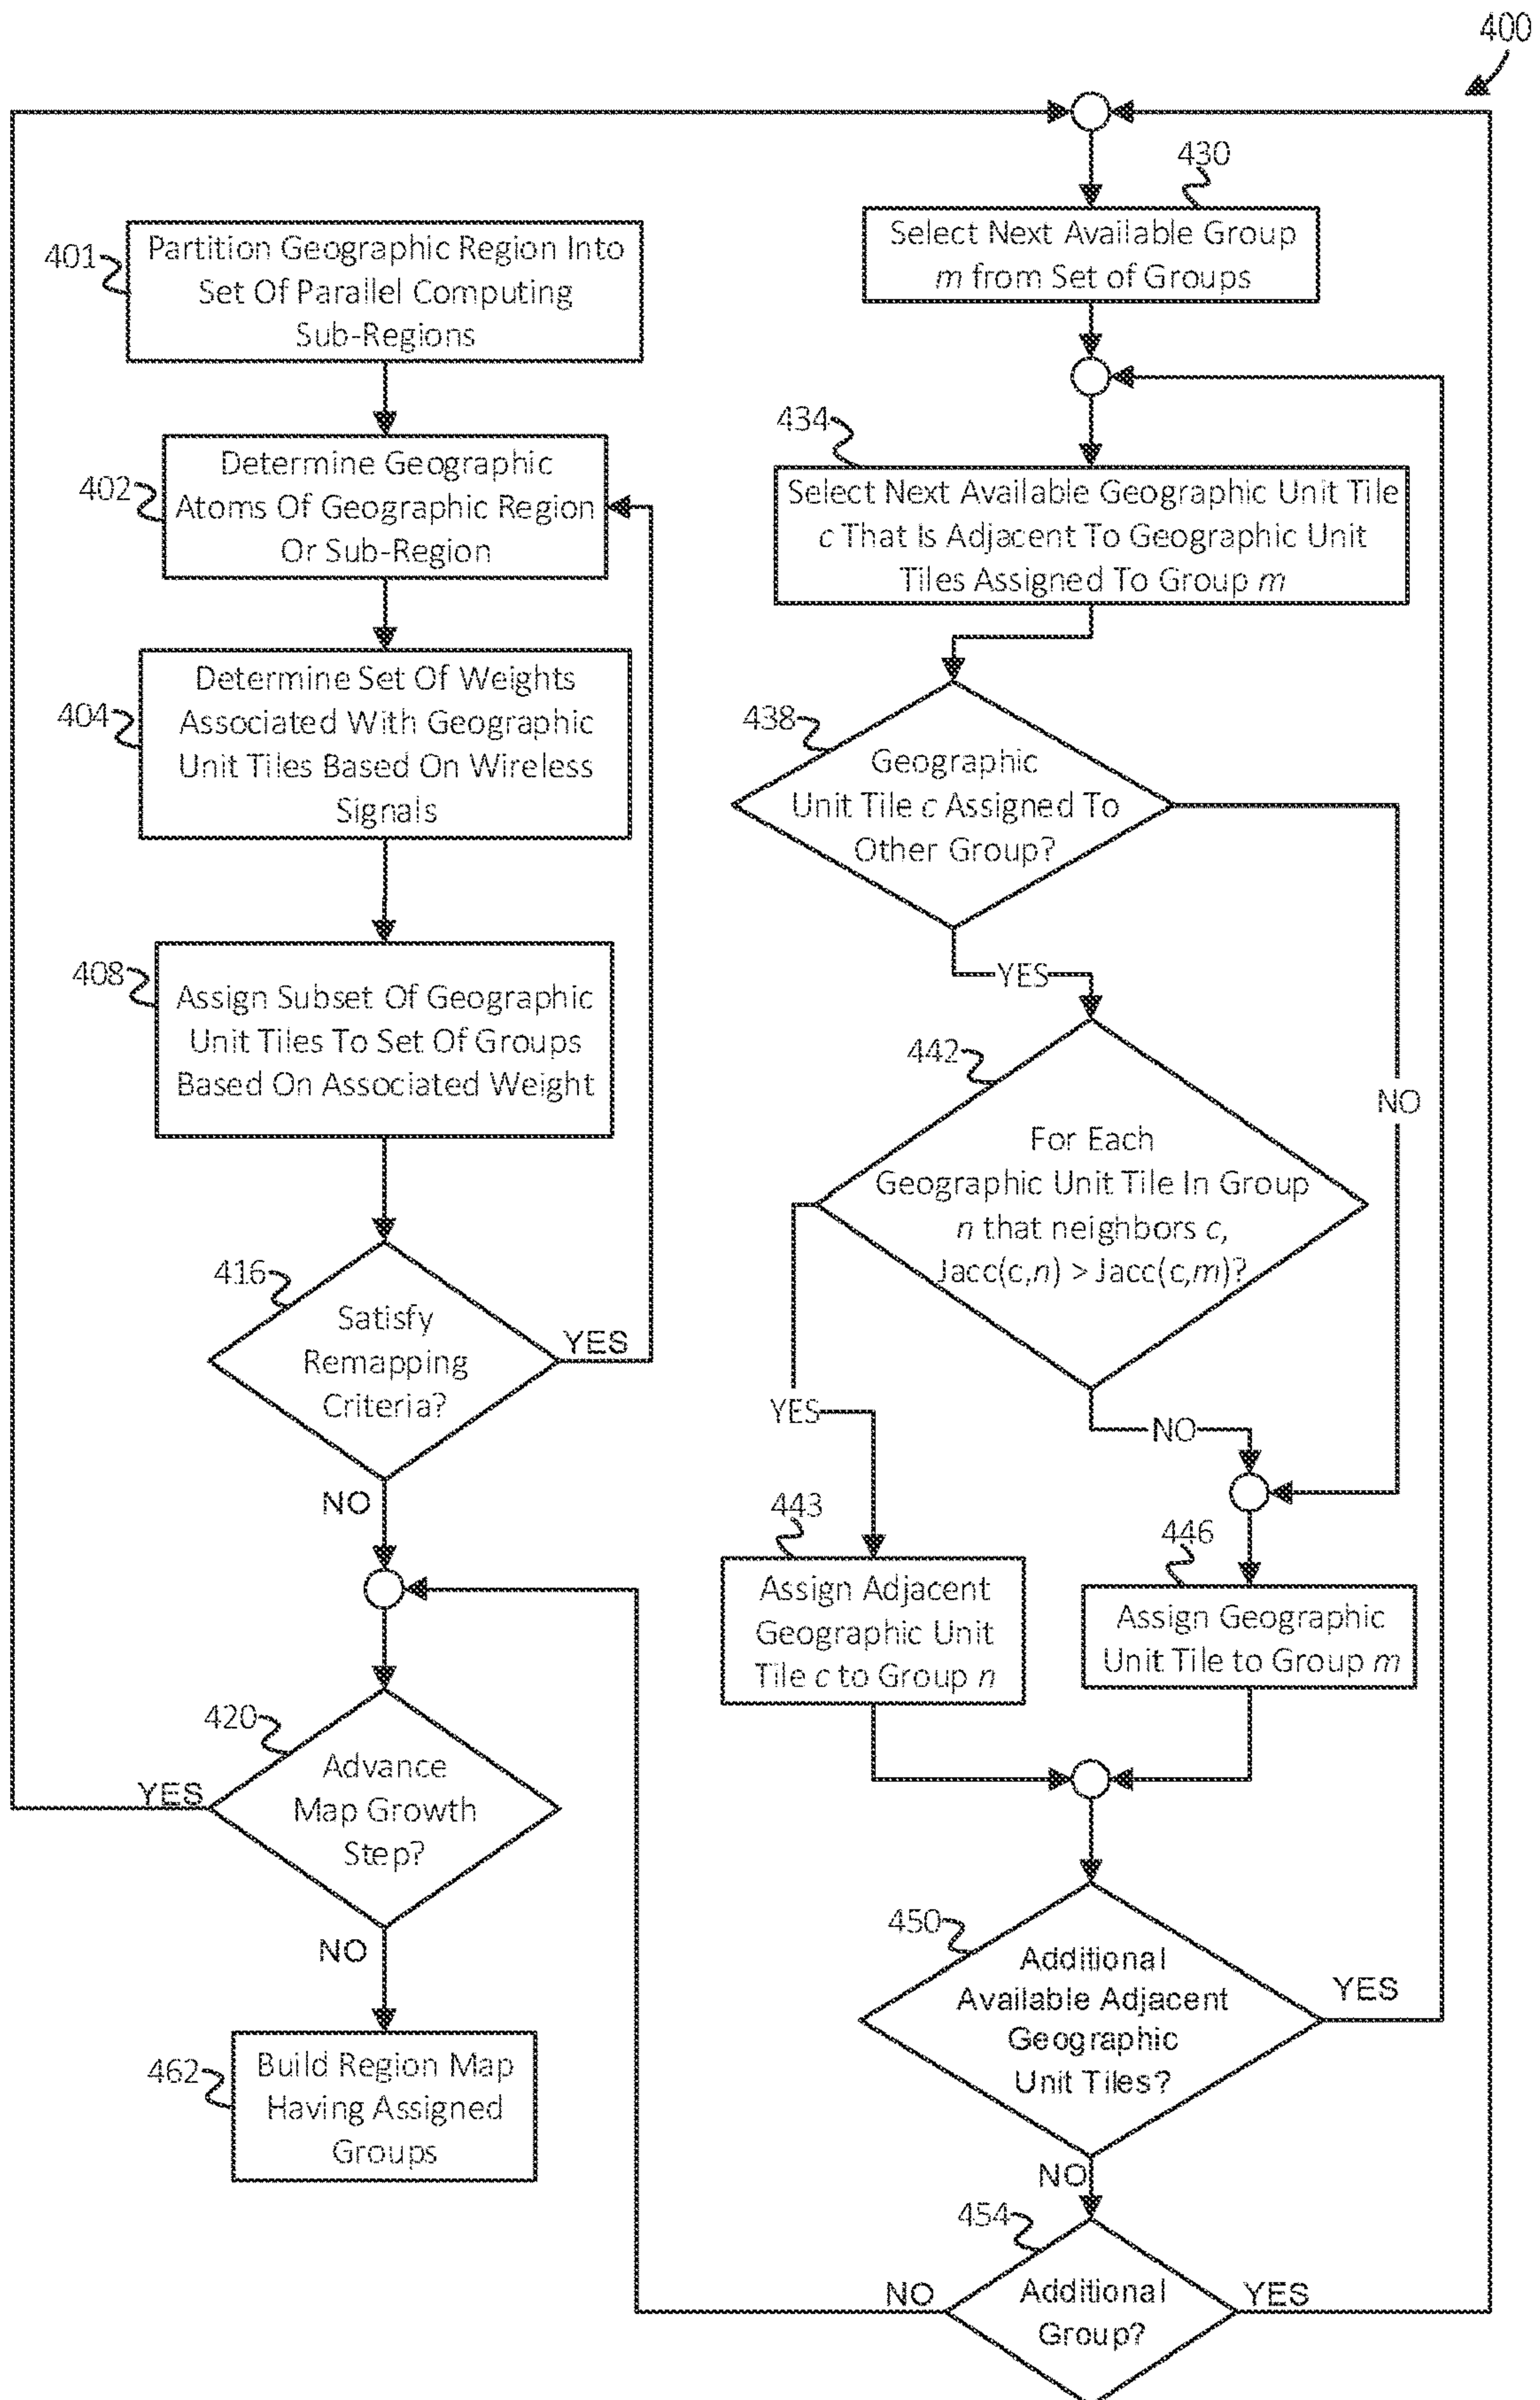 400
401
Partition Geographic Region Into
Set Of Parallel Computing
Sub-Regions
402
Determine Geographic
Atoms Of Geographic Region
Or Sub-Region
404
Determine Set Of Weights
Associated With Geographic
Unit Tiles Based On Wireless
Signals
408
Assign Subset Of Geographic
Unit Tiles To Set Of Groups
Based On Associated Weight
416
Satisfy
Remapping
Criteria?
YES
NO
420
Advance
Map Growth
Step?
YES
NO
462
Build Region Map
Having Assigned
Groups
430
Select Next Available Group
m from Set of Groups
434
Select Next Available Geographic Unit Tile
c That Is Adjacent To Geographic Unit
Tiles Assigned To Group m
438
Geographic
Unit Tile c Assigned To
Other Group?
YES
NO
442
For Each
Geographic Unit Tile In Group
n that neighbors c,
Jacc(c,n) > Jacc(c,m)?
YES
NO
443
Assign Adjacent
Geographic Unit
Tile c to Group n
446
Assign Geographic
Unit Tile to Group m
450
Additional
Available Adjacent
Geographic
Unit Tiles?
YES
NO
454
Additional
Group?
NO
YES